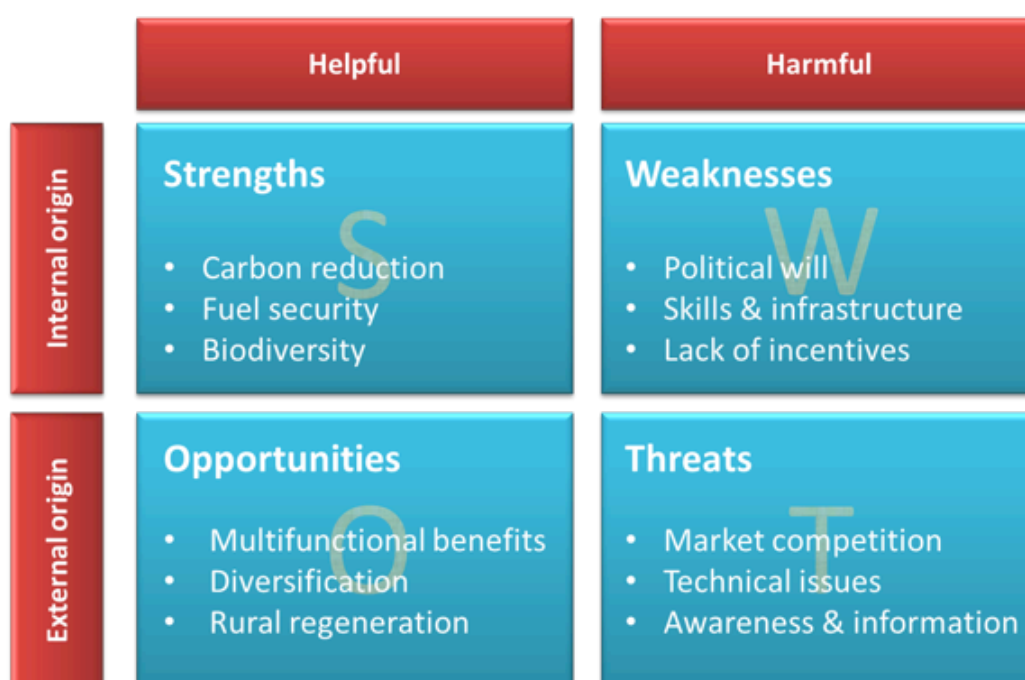 Helpful
Harmful
Internal origin
Strengths
S
• Carbon reduction
• Fuel security
• Biodiversity
Weaknesses
W
• Political will
• Skills & infrastructure
• Lack of incentives
External origin
Opportunities
O
• Multifunctional benefits
• Diversification
• Rural regeneration
Threats
T
• Market competition
• Technical issues
• Awareness & information